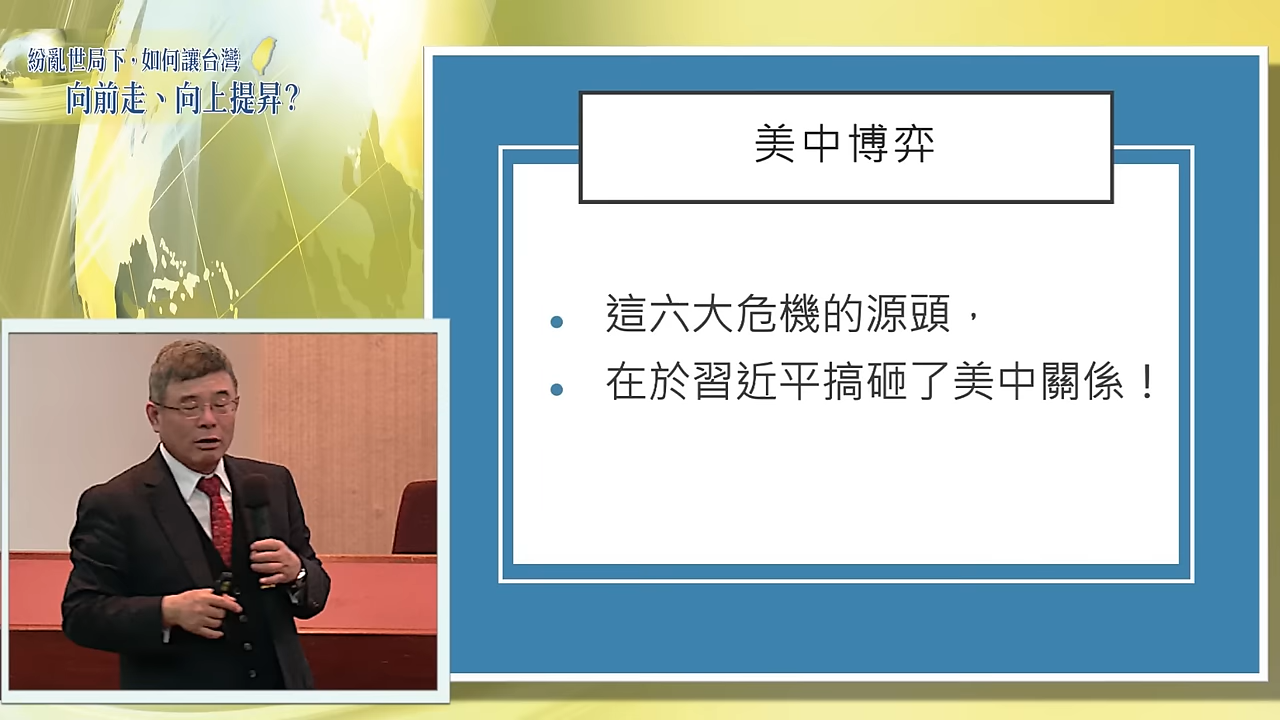 紛亂世局下，如何讓台灣
向前走、向上提昇？
美中博弈
這六大危機的源頭，
在於習近平搞砸了美中關係！